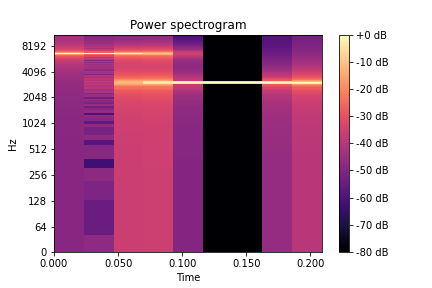 Power spectrogram
8192
4096
2048
1024
512
256
128
64
0
Hz
0.000 0.050 0.100 0.150 0.200
Time
+0 dB
-10 dB
-20 dB
-30 dB
-40 dB
-50 dB
-60 dB
-70 dB
-80 dB